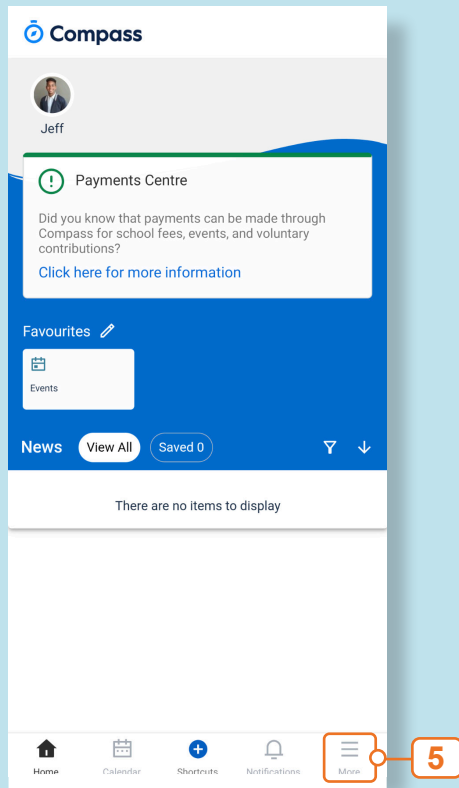 Compass
Jeff
Payments Centre
Did you know that payments can be made through
Compass for school fees, events, and voluntary
contributions?
Click here for more information
Favourites
Events
News View All Saved 0
There are no items to display
Home Calendar Shortcuts Notifications More
5